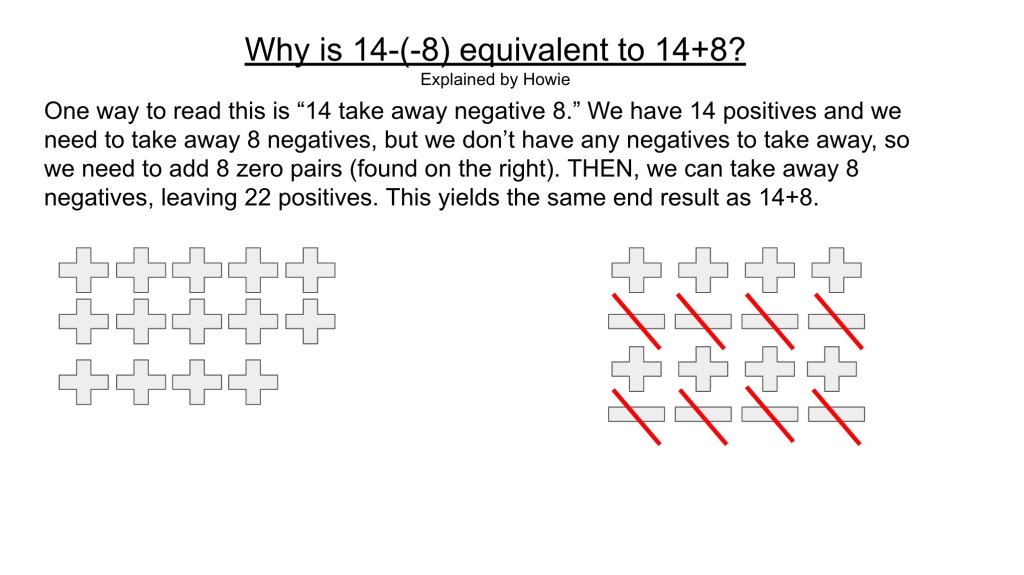 Why is 14-(-8) equivalent to 14+8?
Explained by Howie
One way to read this is “14 take away negative 8.” We have 14 positives and we
need to take away 8 negatives, but we don’t have any negatives to take away, so
we need to add 8 zero pairs (found on the right). THEN, we can take away 8
negatives, leaving 22 positives. This yields the same end result as 14+8.